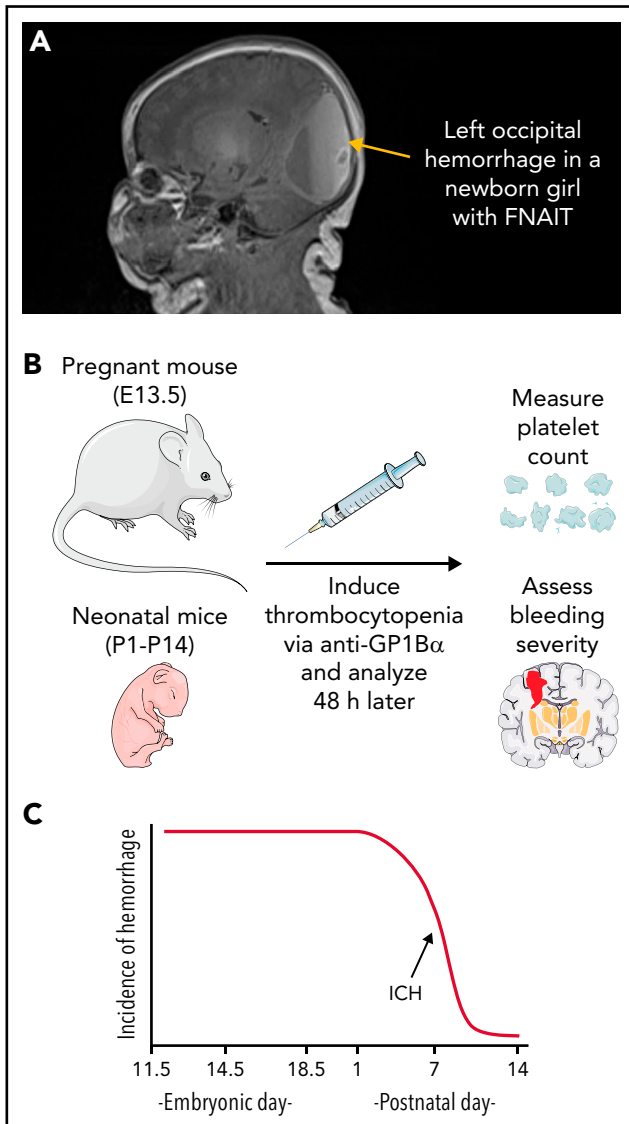 A
Left occipital
hemorrhage in a
newborn girl
with FNAIT
B
Pregnant mouse
(E13.5)
Neonatal mice
(P1-P14)
Induce
thrombocytopenia
via anti-GP1Bα
and analyze
48 h later
Measure
platelet
count
Assess
bleeding
severity
C
Incidence of hemorrhage
ICH
11.5 14.5 18.5 1 7 14
-Embryonic day- -Postnatal day-